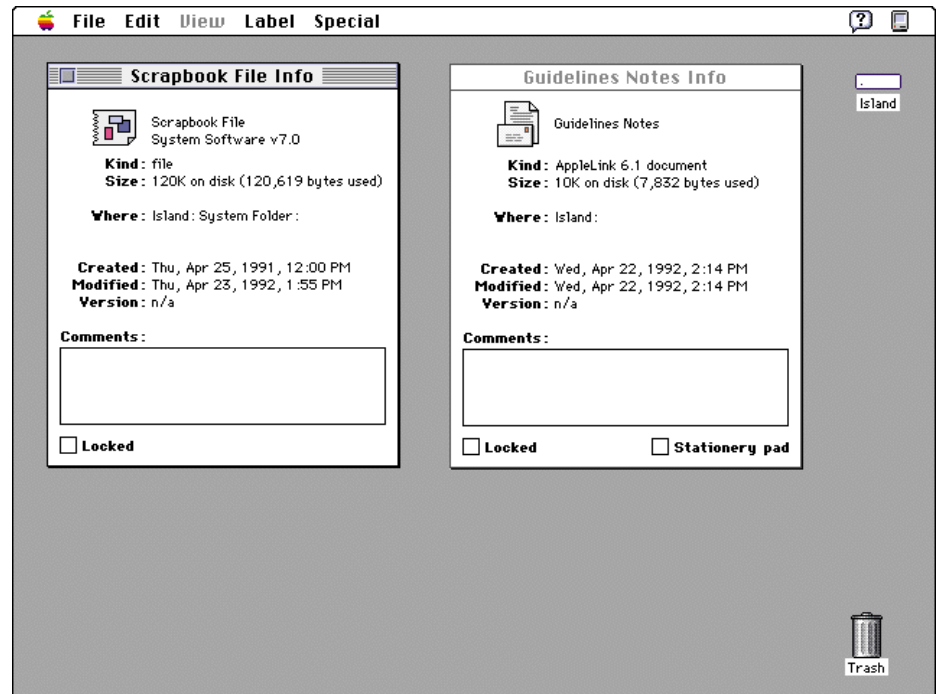 File Edit View Label Special
Scrapbook File Info
Scrapbook File
System Software v7.0
Kind: file
Size: 120K on disk (120,619 bytes used)
Where: Island: System Folder:
Created: Thu, Apr 25, 1991, 12:00 PM
Modified: Thu, Apr 23, 1992, 1:55 PM
Version: n/a
Comments:
Locked
Guidelines Notes Info
Guidelines Notes
Kind: AppleLink 6.1 document
Size: 10K on disk (7,832 bytes used)
Where: Island:
Created: Wed, Apr 22, 1992, 2:14 PM
Modified: Wed, Apr 22, 1992, 2:14 PM
Version: n/a
Comments:
Locked Stationery pad
Island
Trash